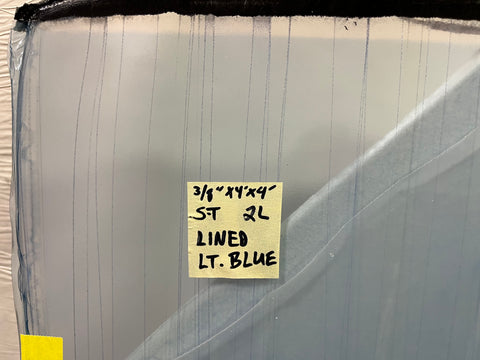 3/8" x4'x4'
S-T 2L
LINED
LT. BLUE